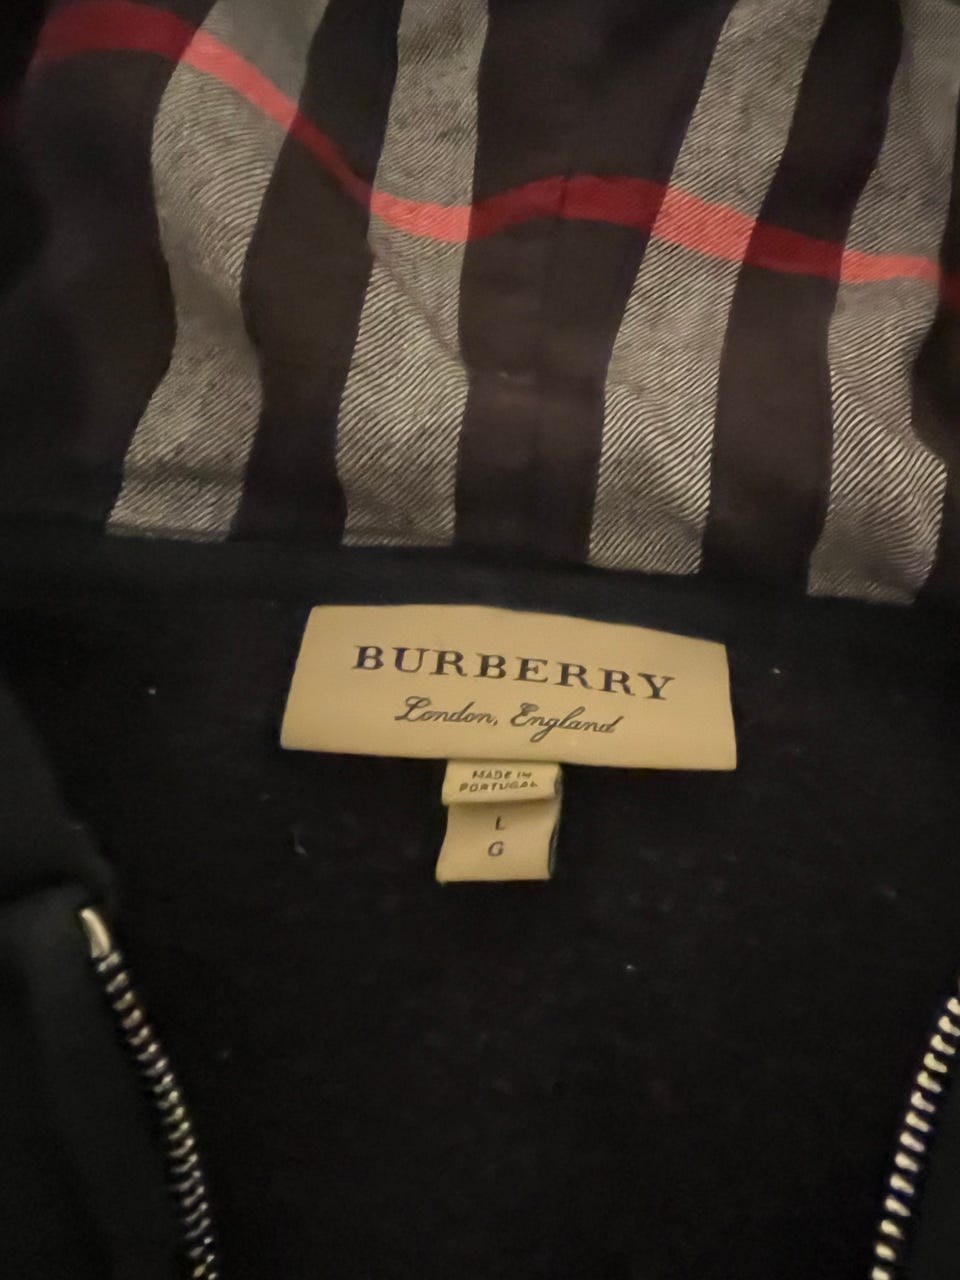 BURBERRY
London, England
MADE IN
PORTUGAL
L
G